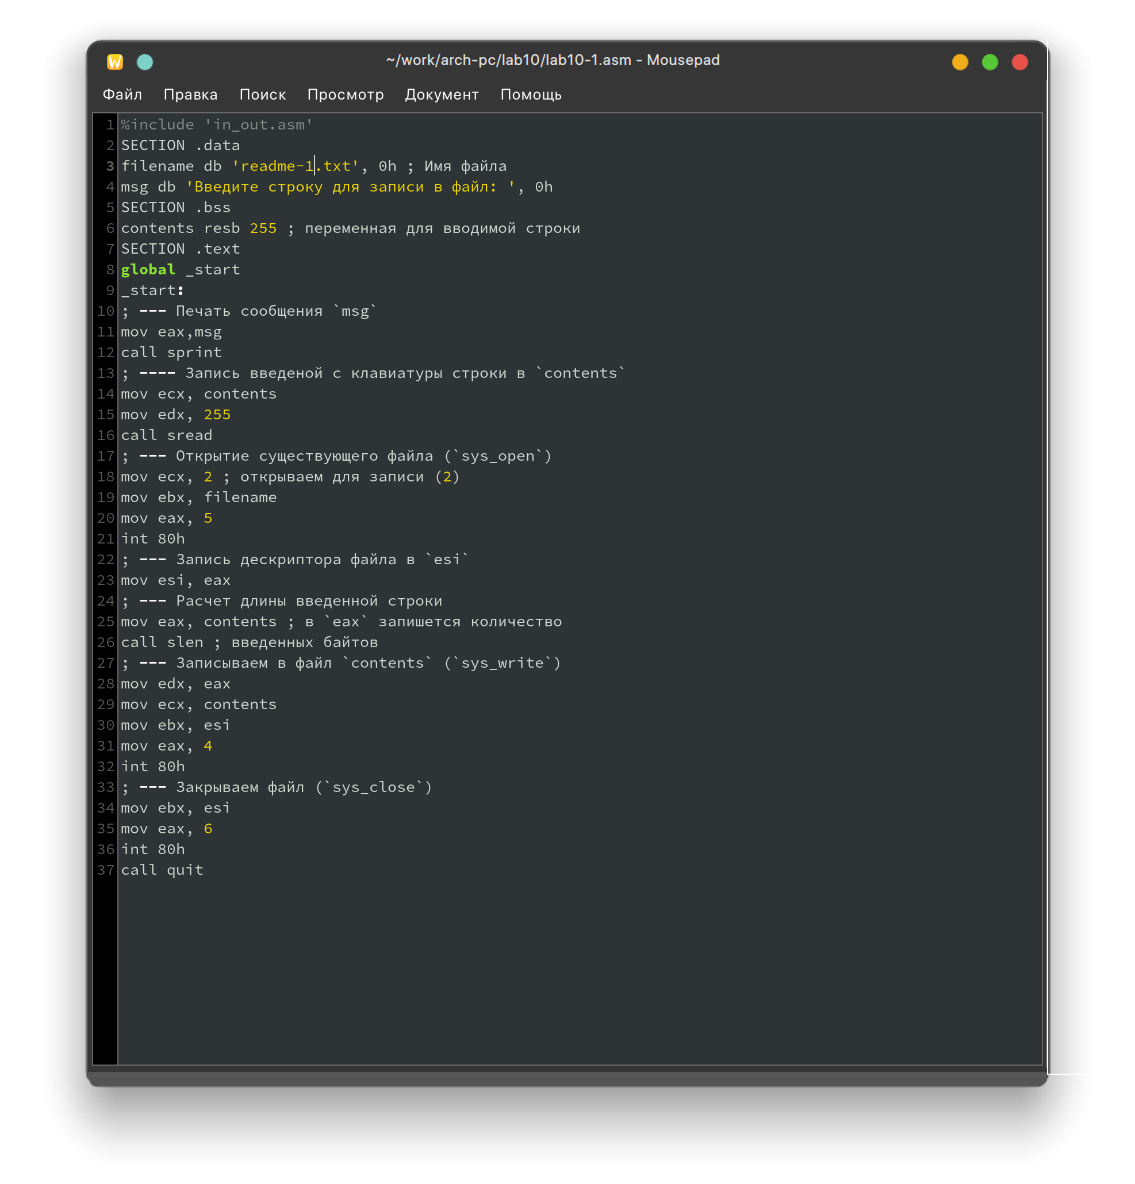 ~/work/arch-pc/lab10/lab10-1.asm - Mousepad
Файл Правка Поиск Просмотр Документ Помощь
1 %include 'in_out.asm'
2 SECTION .data
3 filename db 'readme-1.txt', 0h ; Имя файла
4 msg db 'Введите строку для записи в файл: ', 0h
5 SECTION .bss
6 contents resb 255 ; переменная для вводимой строки
7 SECTION .text
8 global _start
9 _start:
10 ; --- Печать сообщения `msg`
11 mov eax,msg
12 call sprint
13 ; ---- Запись введеной с клавиатуры строки в `contents`
14 mov ecx, contents
15 mov edx, 255
16 call sread
17 ; --- Открытие существующего файла (`sys_open`)
18 mov ecx, 2 ; открываем для записи (2)
19 mov ebx, filename
20 mov eax, 5
21 int 80h
22 ; --- Запись дескриптора файла в `esi`
23 mov esi, eax
24 ; --- Расчет длины введенной строки
25 mov eax, contents ; в `eax` запишется количество
26 call slen ; введенных байтов
27 ; --- Записываем в файл `contents` (`sys_write`)
28 mov edx, eax
29 mov ecx, contents
30 mov ebx, esi
31 mov eax, 4
32 int 80h
33 ; --- Закрываем файл (`sys_close`)
34 mov ebx, esi
35 mov eax, 6
36 int 80h
37 call quit